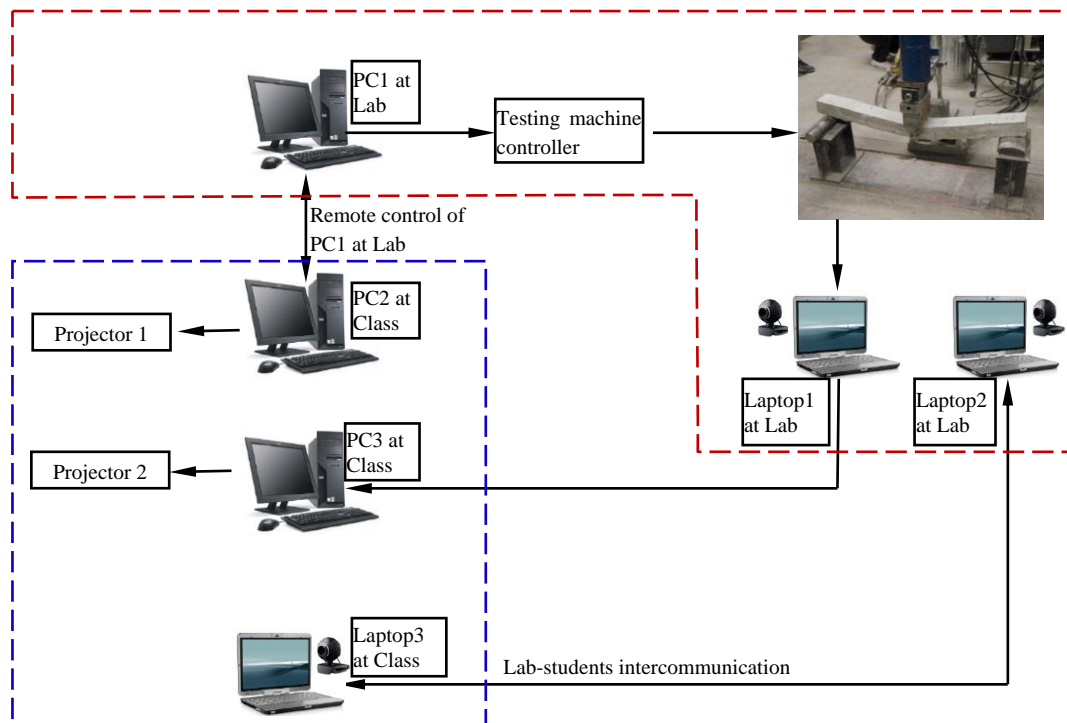 PC1 at
Lab
Testing machine
controller
Remote control of
PC1 at Lab
PC2 at
Class
Projector 1
Laptop1
at Lab
Laptop2
at Lab
PC3 at
Class
Projector 2
Laptop3
at Class
Lab-students intercommunication